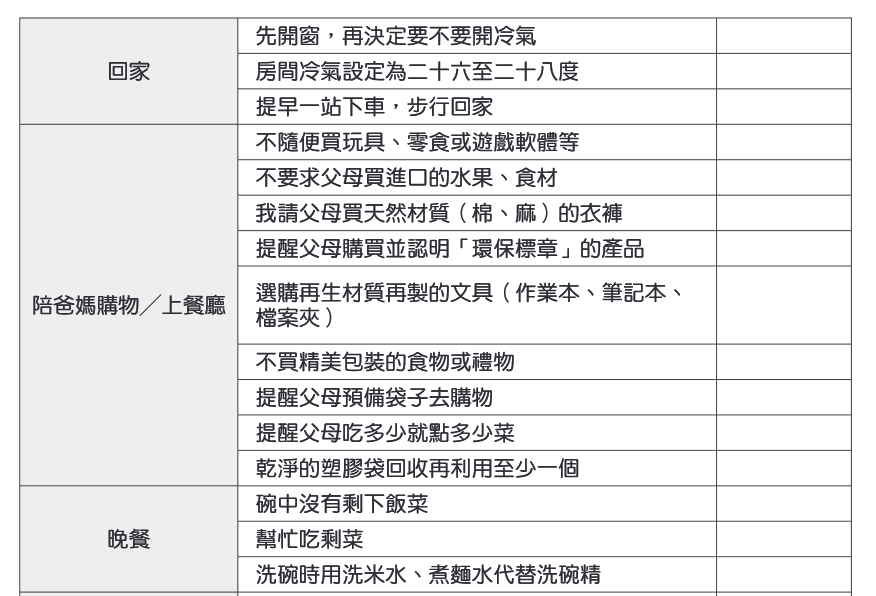 回家
先開窗，再決定要不要開冷氣
房間冷氣設定為二十六至二十八度
提早一站下車，步行回家
陪爸媽購物／上餐廳
不隨便買玩具、零食或遊戲軟體等
不要求父母買進口的水果、食材
我請父母買天然材質（棉、麻）的衣褲
提醒父母購買並認明「環保標章」的產品
選購再生材質再製的文具（作業本、筆記本、
檔案夾）
不買精美包裝的食物或禮物
提醒父母預備袋子去購物
提醒父母吃多少就點多少菜
乾淨的塑膠袋回收再利用至少一個
晚餐
碗中沒有剩下飯菜
幫忙吃剩菜
洗碗時用洗米水、煮麵水代替洗碗精